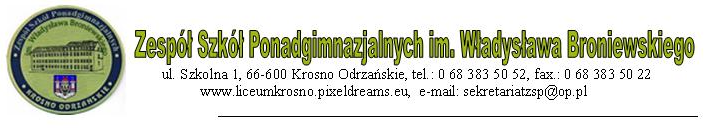 Zespół Szkół Ponadgimnazjalnych
Władysława Broniewskiego
KROSNO ODRZAŃSKIE
Zespół Szkół Ponadgimnazjalnych im. Władysława Broniewskiego
ul. Szkolna 1, 66-600 Krosno Odrzańskie, tel.: 0 68 383 50 52, fax.: 0 68 383 50 22
www.liceumkrosno.pixeldreams.eu, e-mail: sekretariatzsp@op.pl